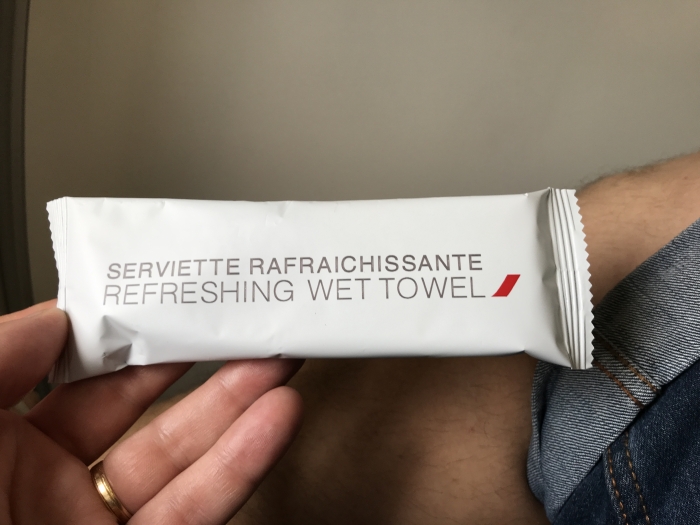 SERVIETTE RAFRAICHISSANTE
REFRESHING WET TOWEL